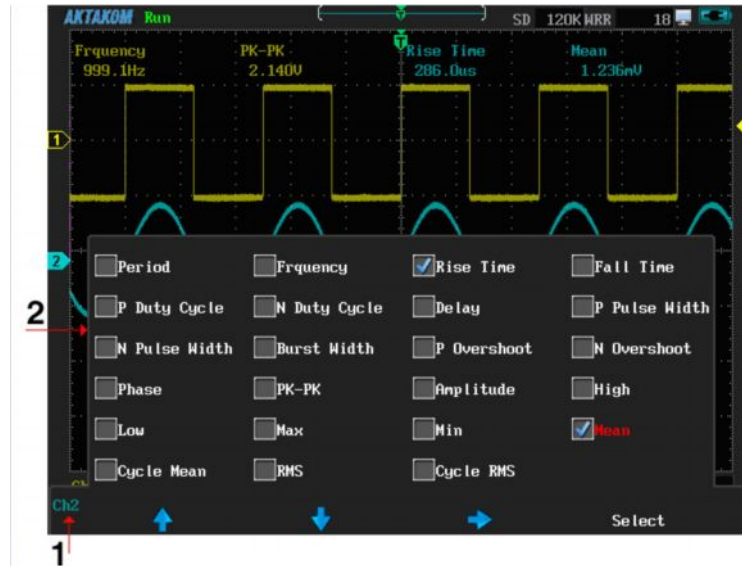 AKTAKOM Run T SD 120K WRR 18
T
Frquency PK-PK Rise Time Mean
999.1Hz 2.140V 286.0us 1.236mV
1
2
Period Frquency Rise Time Fall Time
P Duty Cycle N Duty Cycle Delay P Pulse Width
2
N Pulse Width Burst Width P Overshoot N Overshoot
Phase PK-PK Amplitude High
Low Max Min Mean
Cycle Mean RMS Cycle RMS
Ch2
Select
1